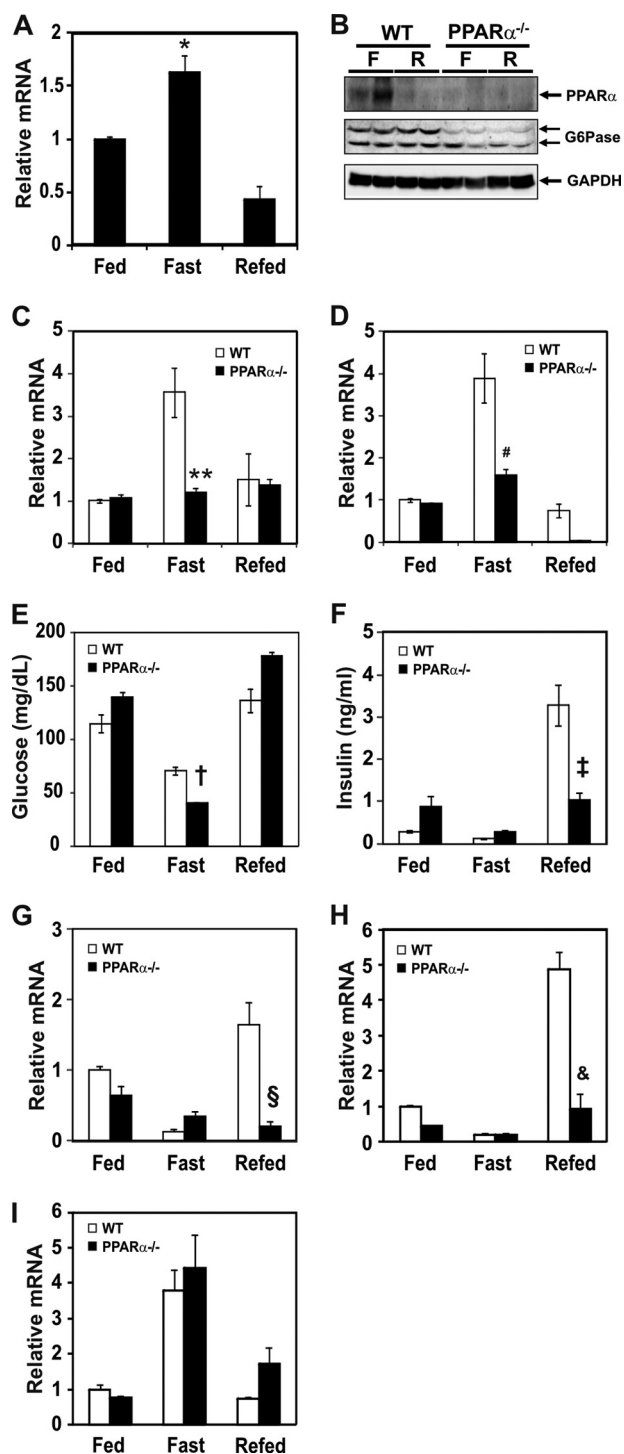 A
Relative mRNA
2
1.5
1
0.5
0
*
Fed Fast Refed
B
WT PPARα-/-
F R F R
PPARα
G6Pase
GAPDH
C
Relative mRNA
5
4
3
2
1
0
WT
PPARα-/-
**
Fed Fast Refed
D
Relative mRNA
5
4
3
2
1
0
WT
PPARα-/-
#
Fed Fast Refed
E
Glucose (mg/dL)
200
150
100
50
0
WT
PPARα-/-
†
Fed Fast Refed
F
Insulin (ng/ml)
5
4
3
2
1
0
WT
PPARα-/-
‡
Fed Fast Refed
G
Relative mRNA
3
2
1
0
WT
PPARα-/-
§
Fed Fast Refed
H
Relative mRNA
6
5
4
3
2
1
0
WT
PPARα-/-
&
Fed Fast Refed
I
Relative mRNA
6
5
4
3
2
1
0
WT
PPARα-/-
Fed Fast Refed